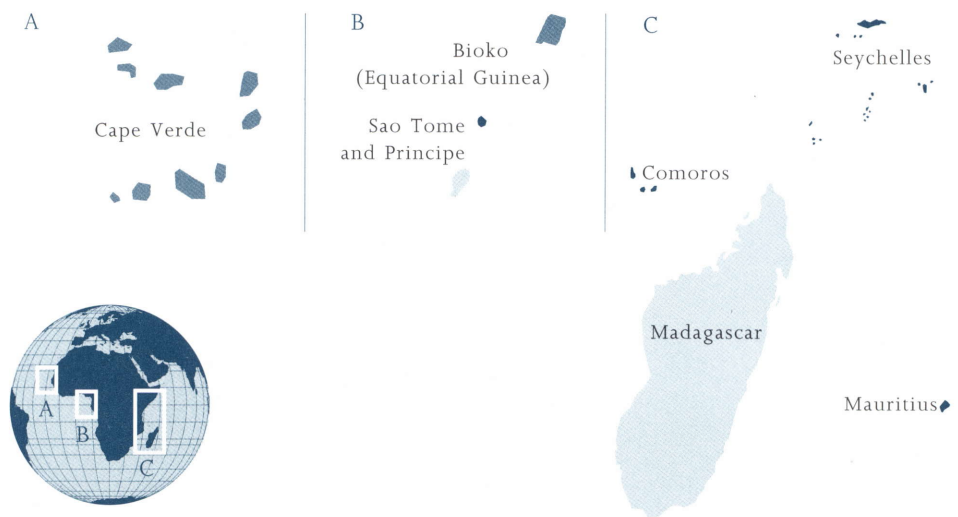 A
Cape Verde
B
Bioko
(Equatorial Guinea)
Sao Tome
and Principe
C
Seychelles
Comoros
Madagascar
Mauritius
A
B
C